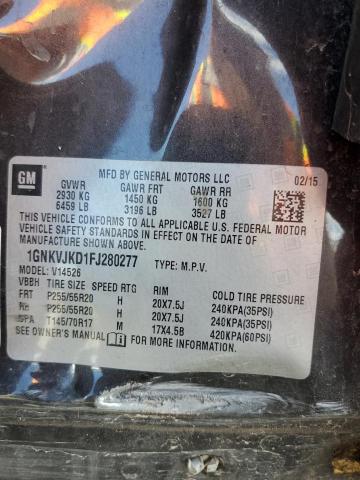 GM
MFD BY GENERAL MOTORS LLC
02/15
GVWR GAWR FRT GAWR RR
2930 KG 1450 KG 1600 KG
6459 LB 3196 LB 3527 LB
THIS VEHICLE CONFORMS TO ALL APPLICABLE U.S. FEDERAL MOTOR
VEHICLE SAFETY STANDARDS IN EFFECT ON THE DATE OF
MANUFACTURE SHOWN ABOVE.
1GNKVJKD1FJ280277 TYPE: M.P.V.
MODEL: V14526
VBBH TIRE SIZE SPEED RTG RIM COLD TIRE PRESSURE
FRT P255/55R20 H 20X7.5J 240KPA(35PSI)
RR P255/55R20 H 20X7.5J 240KPA(35PSI)
SPA T145/70R17 M 17X4.5B 420KPA(60PSI)
SEE OWNER'S MANUAL FOR MORE INFORMATION